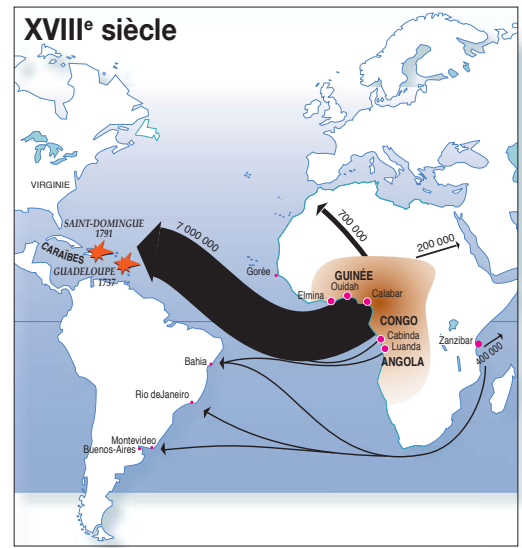 XVIIIe siècle
VIRGINIE
SAINT-DOMINGUE
1791
CARAÏBES
GUADELOUPE
1737
7 000 000
700 000
200 000
Gorée
GUINÉE
Ouidah
Elmina
Calabar
CONGO
Cabinda
Luanda
ANGOLA
Zanzibar
400 000
Bahia
Rio deJaneiro
Montevideo
Buenos-Aires